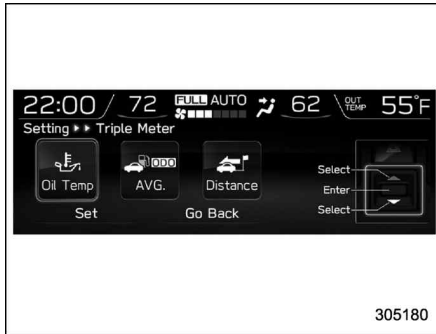 22:00 / 72 FULL AUTO 62 OUT TEMP 55°F
Setting ▸▸ Triple Meter
Oil Temp
ODO
AVG.
Distance
Set Go Back
Select
Enter
Select
305180